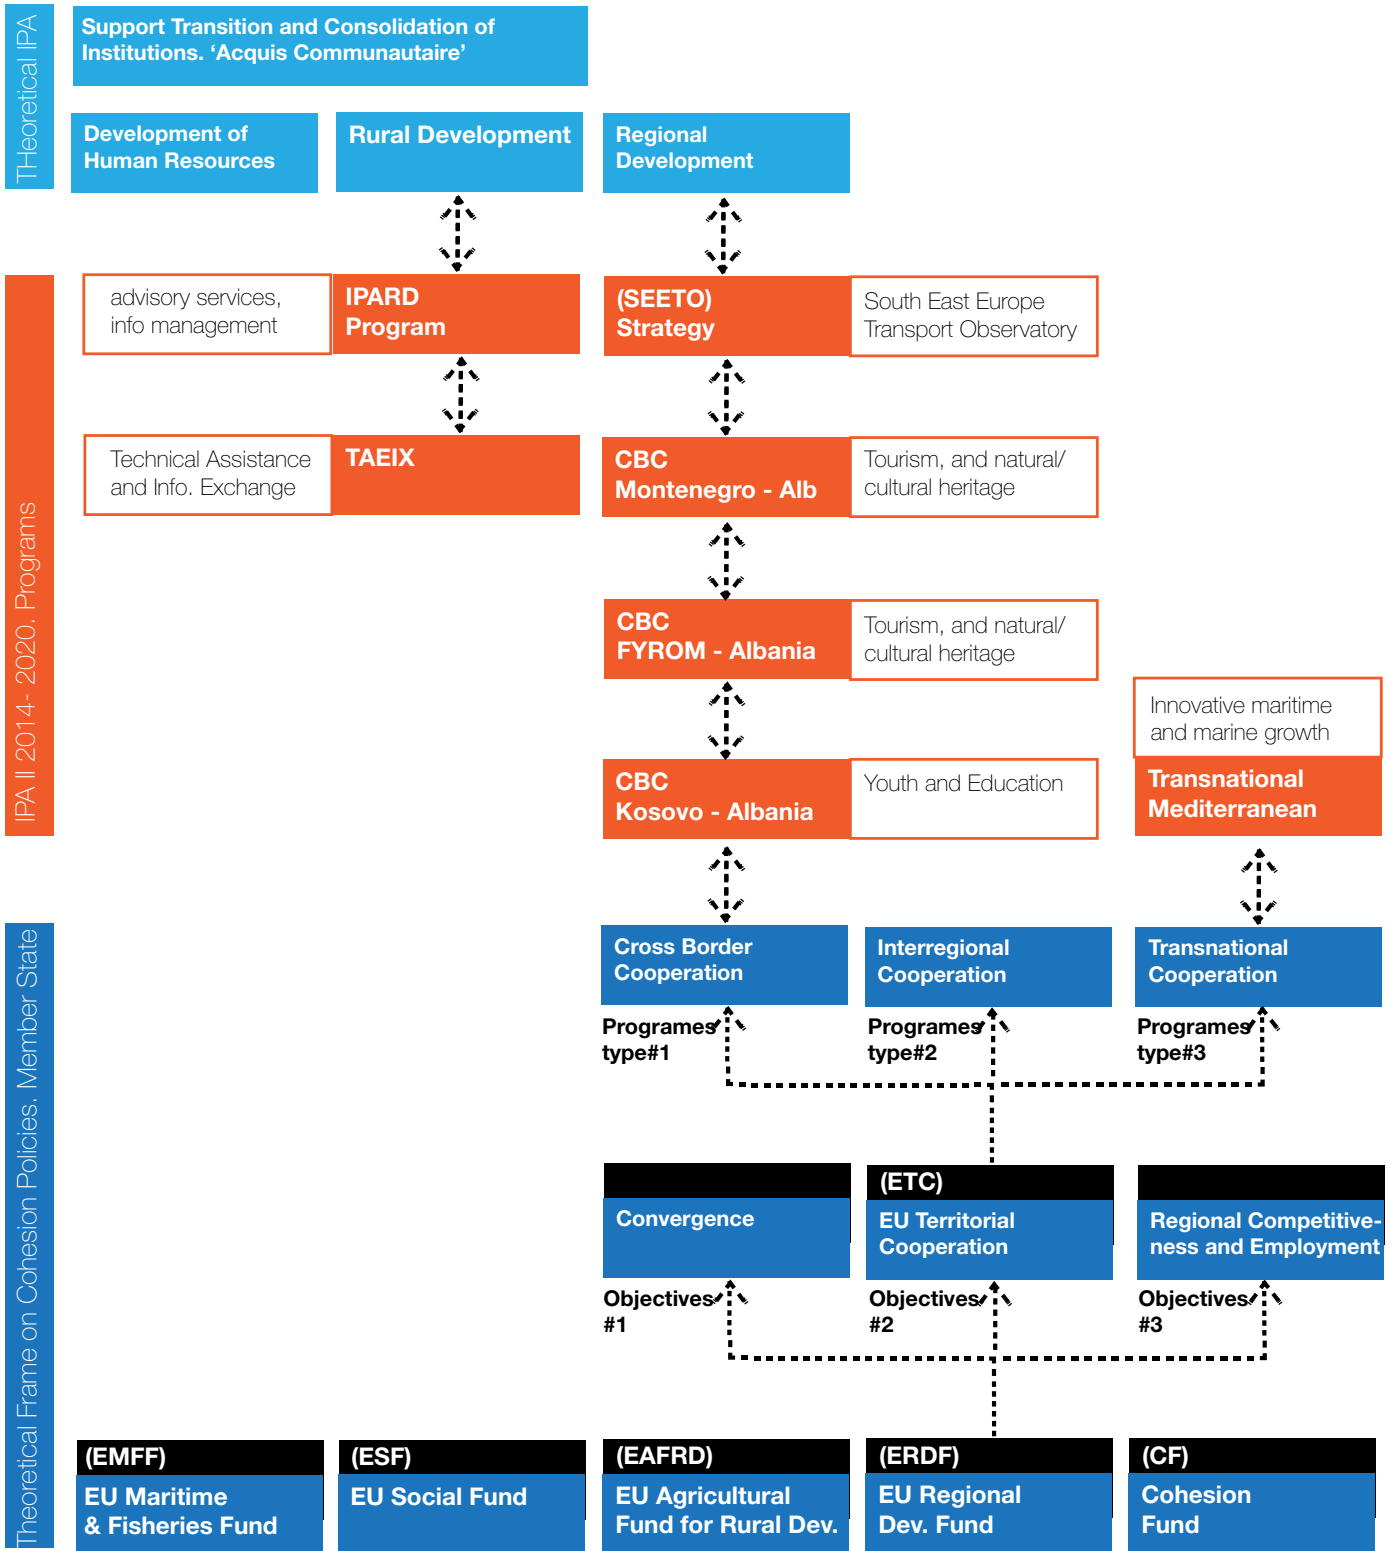 THeoretical IPA
Support Transition and Consolidation of
Institutions. ‘Acquis Communautaire’
Development of
Human Resources
Rural Development
Regional
Development
IPA II 2014- 2020. Programs
advisory services,
info management
IPARD
Program
(SEETO)
Strategy
South East Europe
Transport Observatory
Technical Assistance
and Info. Exchange
TAEIX
CBC
Montenegro - Alb
Tourism, and natural/
cultural heritage
CBC
FYROM - Albania
Tourism, and natural/
cultural heritage
Innovative maritime
and marine growth
CBC
Kosovo - Albania
Youth and Education
Transnational
Mediterranean
Theoretical Frame on Cohesion Policies. Member State
Cross Border
Cooperation
Interregional
Cooperation
Transnational
Cooperation
Programes
type#1
Programes
type#2
Programes
type#3
Convergence
(ETC)
EU Territorial
Cooperation
Regional Competitive-
ness and Employment
Objectives
#1
Objectives
#2
Objectives
#3
(EMFF)
EU Maritime
& Fisheries Fund
(ESF)
EU Social Fund
(EAFRD)
EU Agricultural
Fund for Rural Dev.
(ERDF)
EU Regional
Dev. Fund
(CF)
Cohesion
Fund